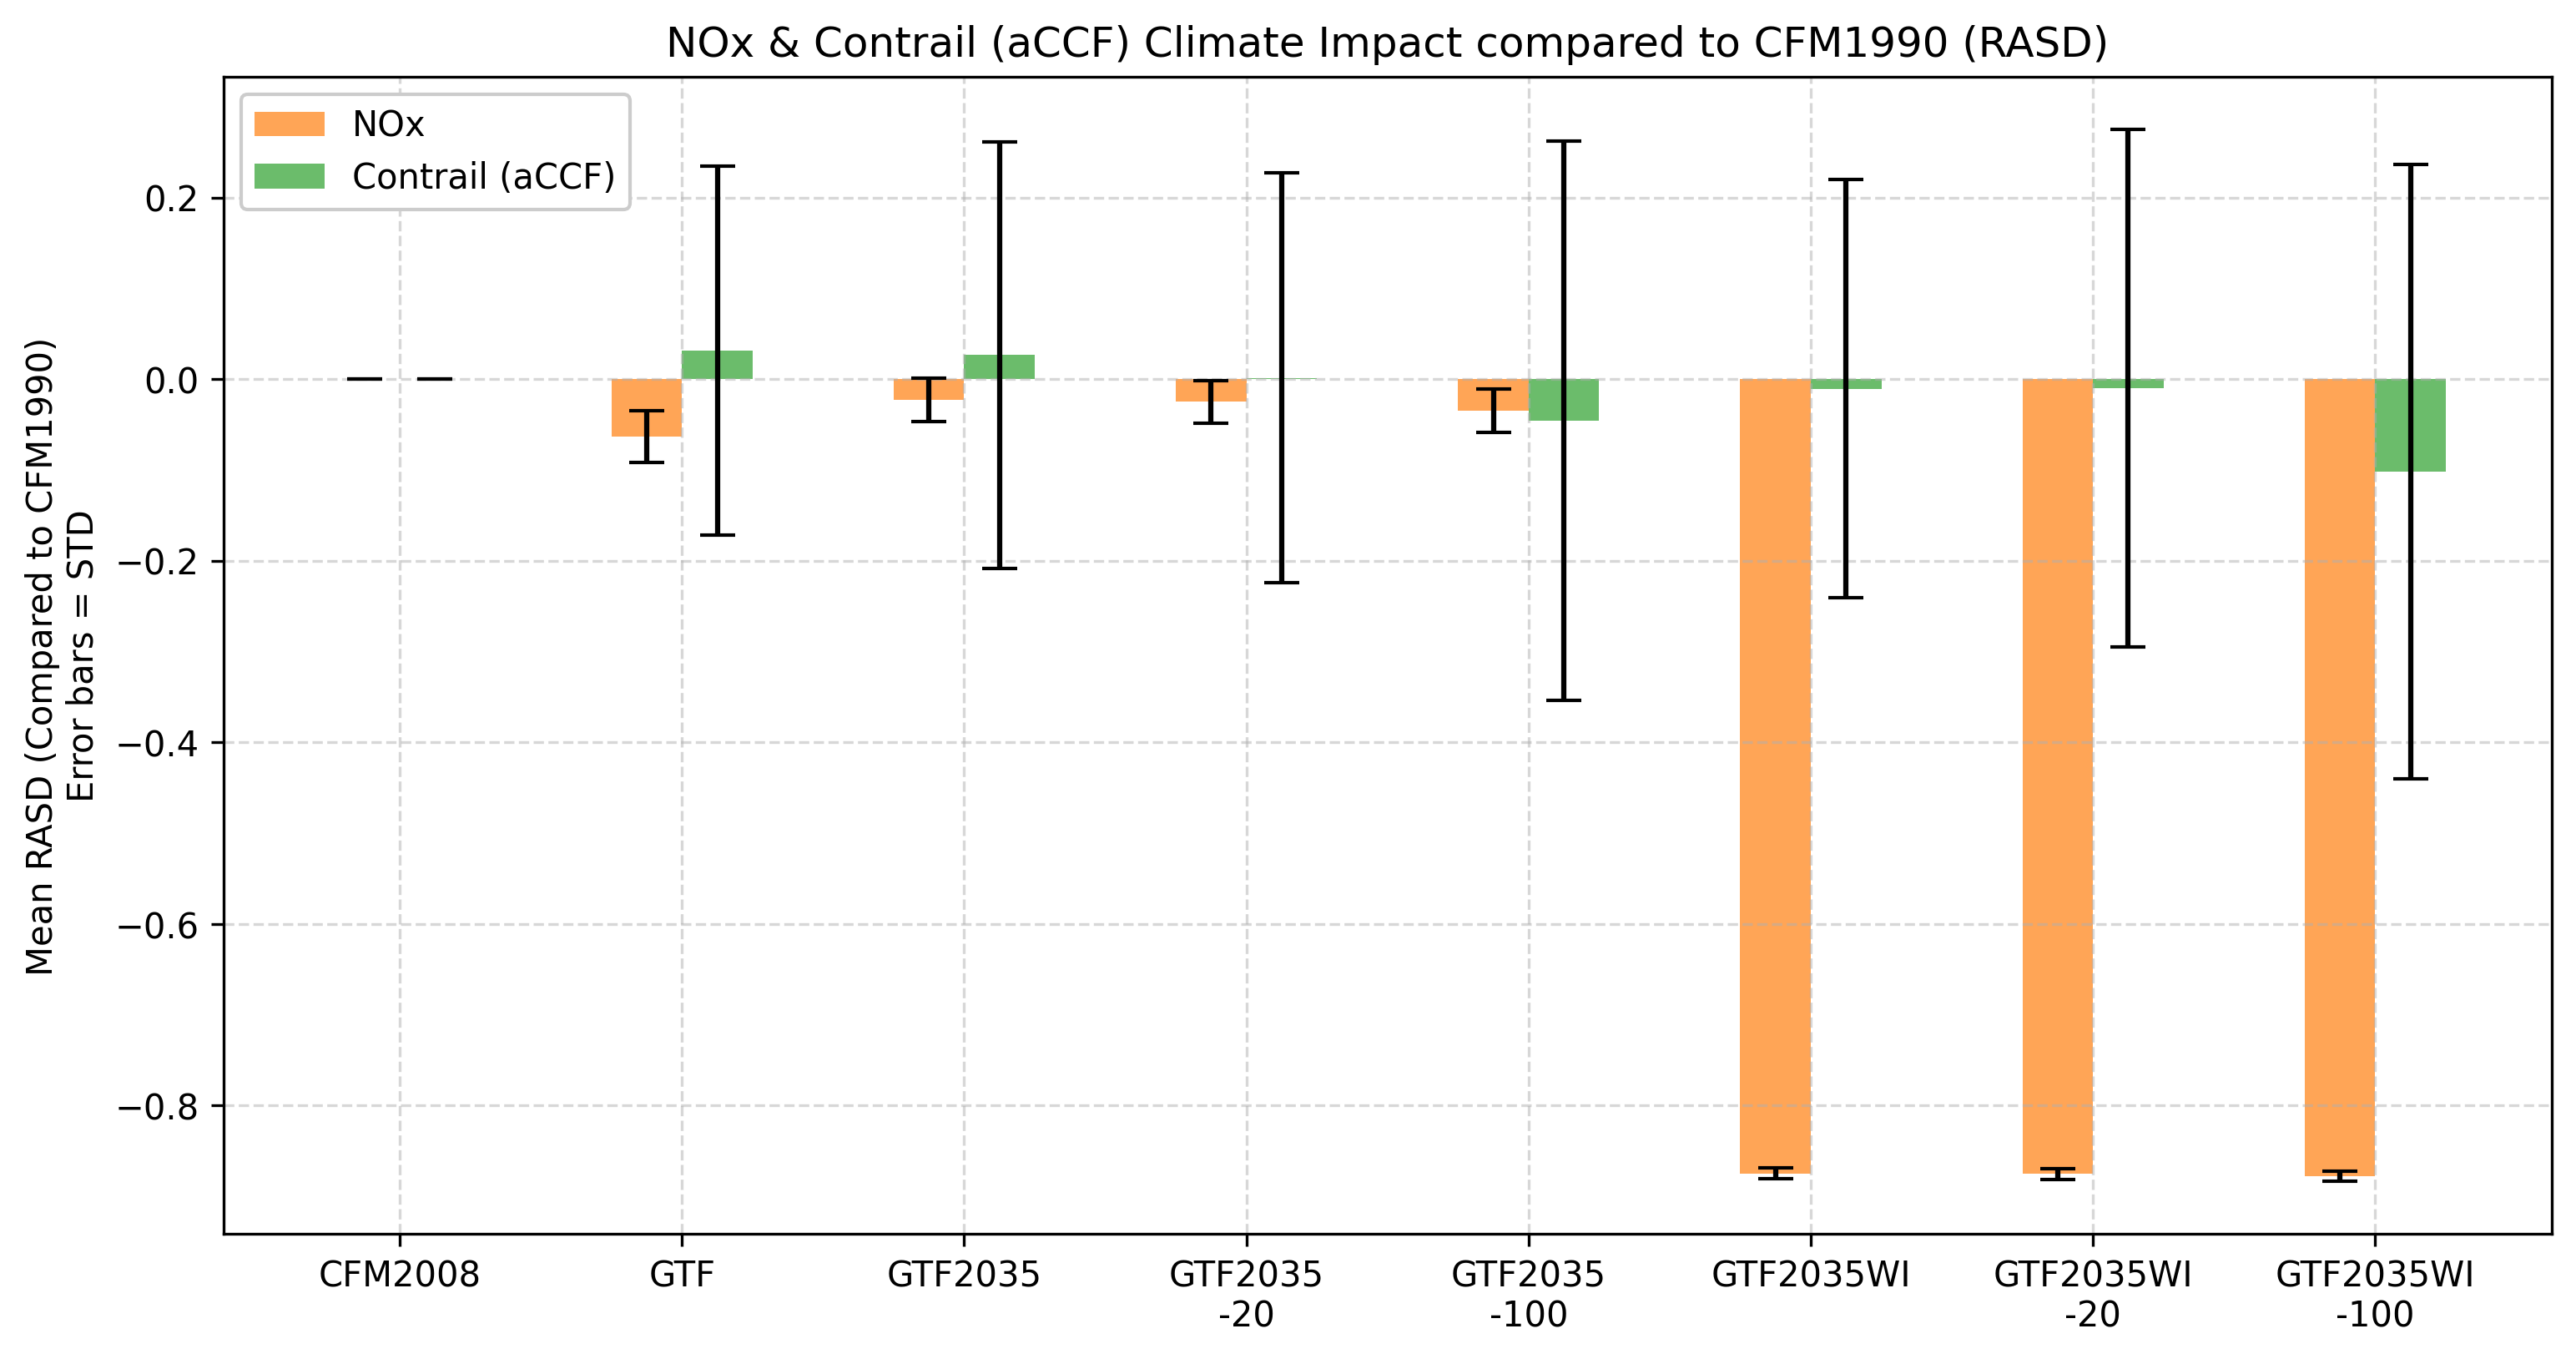 NOx & Contrail (aCCF) Climate Impact compared to CFM1990 (RASD)
NOx
Contrail (aCCF)
Mean RASD (Compared to CFM1990)
Error bars = STD
0.2
0.0
−0.2
−0.4
−0.6
−0.8
CFM2008
GTF
GTF2035
GTF2035
-20
GTF2035
-100
GTF2035WI
GTF2035WI
-20
GTF2035WI
-100